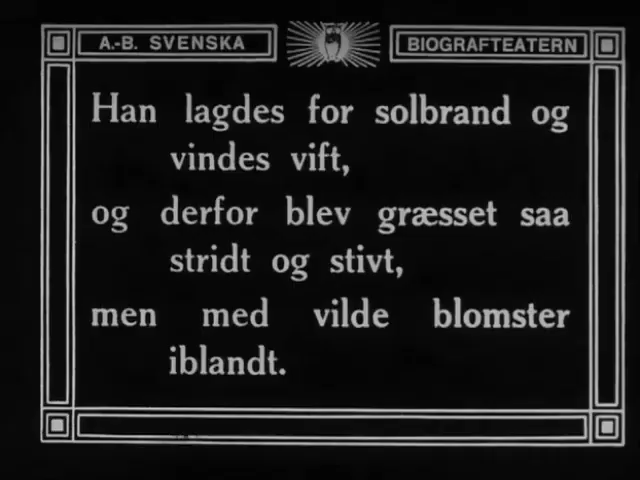 A.-B. SVENSKA BIOGRAFTEATERN
Han lagdes for solbrand og
vindes vift,
og derfor blev græsset saa
stridt og stivt,
men med vilde blomster
iblandt.